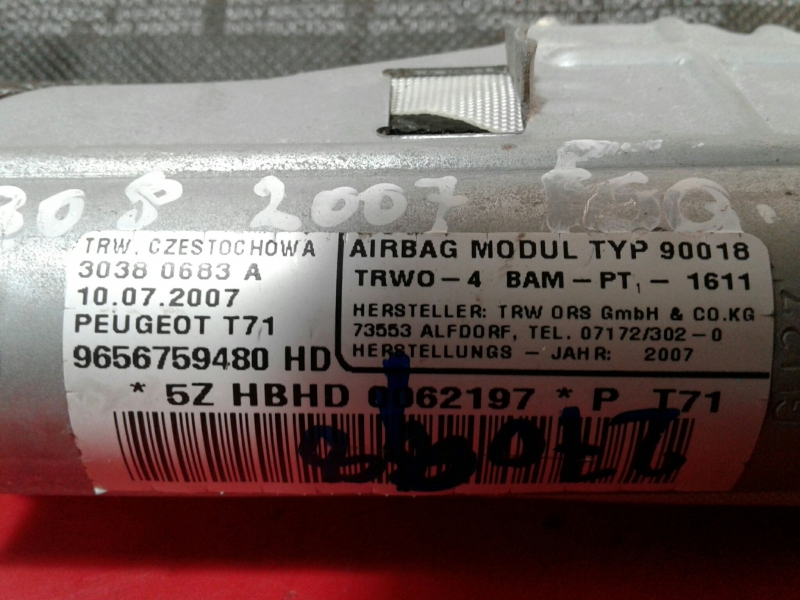 308 2007
TRW. CZESTOCHOWA
3038 0683 A
10.07.2007
PEUGEOT T71
9656759480 HD
AIRBAG MODUL TYP 90018
TRWO-4 BAM-PT1-1611
HERSTELLER: TRW ORS GmbH & CO.KG
73553 ALFDORF, TEL. 07172/302-0
HERSTELLUNGS-JAHR: 2007
* 5Z HBHD 0062197 * P T71